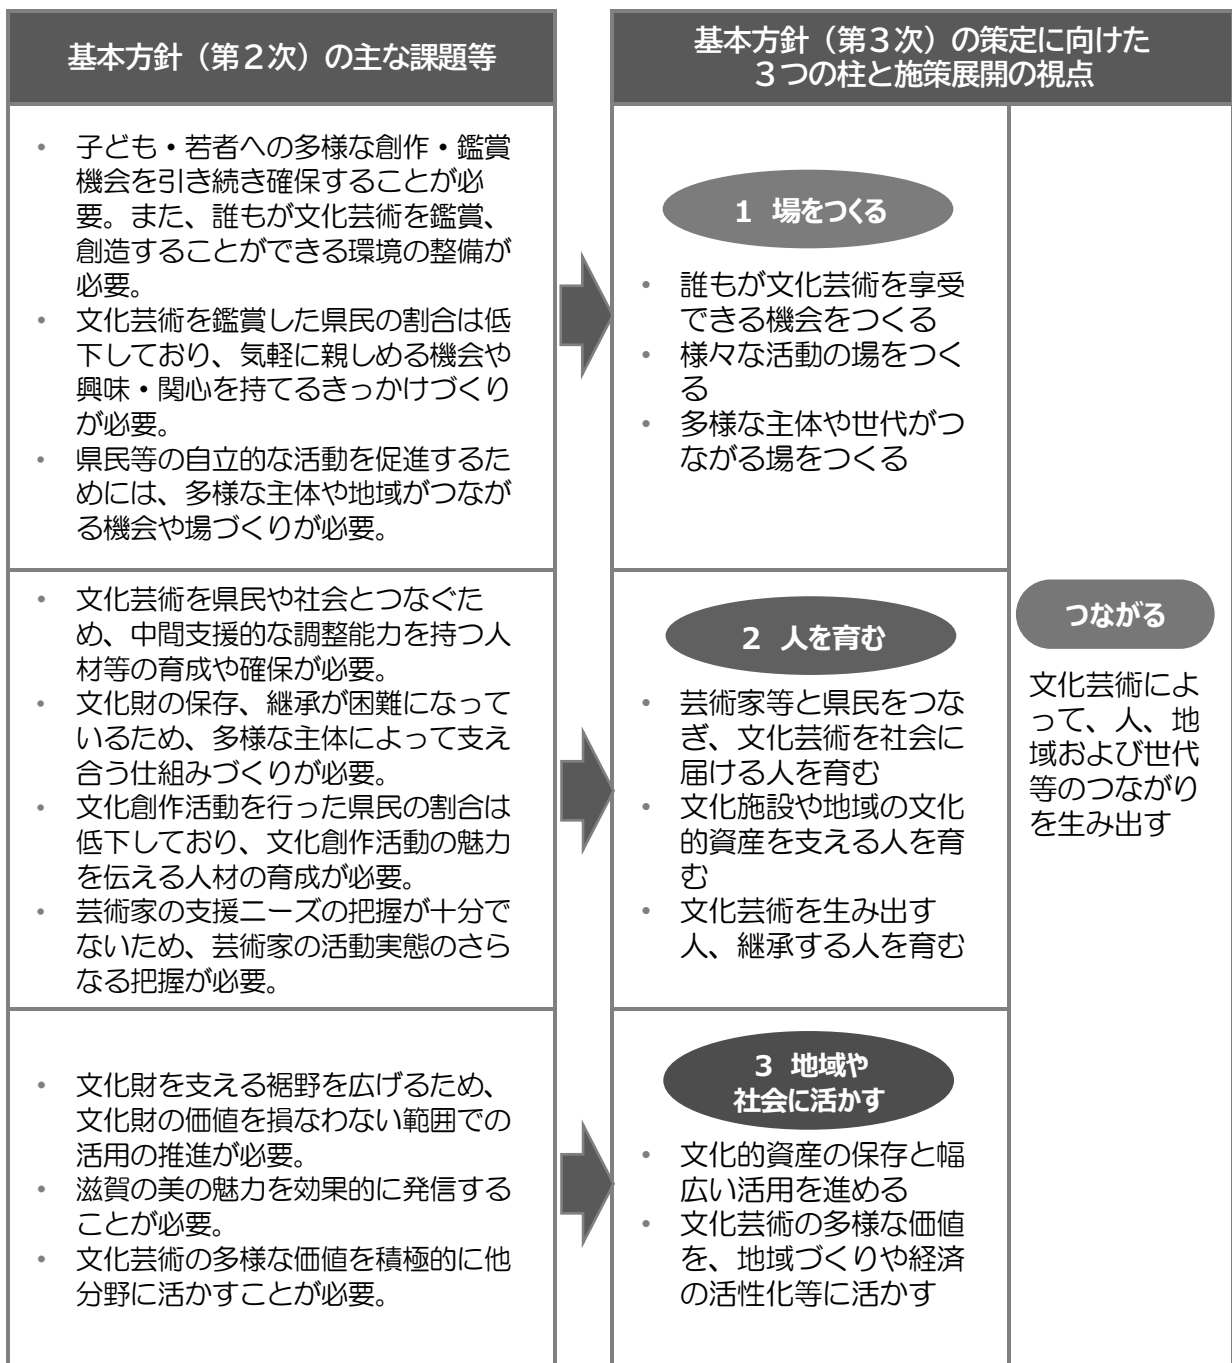 基本方針（第２次）の主な課題等
基本方針（第３次）の策定に向けた
３つの柱と施策展開の視点
• 子ども・若者への多様な創作・鑑賞
機会を引き続き確保することが必
要。また、誰もが文化芸術を鑑賞、
創造することができる環境の整備が
必要。
• 文化芸術を鑑賞した県民の割合は低
下しており、気軽に親しめる機会や
興味・関心を持てるきっかけづくり
が必要。
• 県民等の自立的な活動を促進するた
めには、多様な主体や地域がつなが
る機会や場づくりが必要。
1 場をつくる
• 誰もが文化芸術を享受
できる機会をつくる
• 様々な活動の場をつく
る
• 多様な主体や世代がつ
ながる場をつくる
• 文化芸術を県民や社会とつなぐた
め、中間支援的な調整能力を持つ人
材等の育成や確保が必要。
• 文化財の保存、継承が困難になって
いるため、多様な主体によって支え
合う仕組みづくりが必要。
• 文化創作活動を行った県民の割合は
低下しており、文化創作活動の魅力
を伝える人材の育成が必要。
• 芸術家の支援ニーズの把握が十分で
ないため、芸術家の活動実態のさら
なる把握が必要。
2 人を育む
• 芸術家等と県民をつな
ぎ、文化芸術を社会に
届ける人を育む
• 文化施設や地域の文化
的資産を支える人を育
む
• 文化芸術を生み出す
人、継承する人を育む
• 文化財を支える裾野を広げるため、
文化財の価値を損なわない範囲での
活用の推進が必要。
• 滋賀の美の魅力を効果的に発信する
ことが必要。
• 文化芸術の多様な価値を積極的に他
分野に活かすことが必要。
3 地域や
社会に活かす
• 文化的資産の保存と幅
広い活用を進める
• 文化芸術の多様な価値
を、地域づくりや経済
の活性化等に活かす
つながる
文化芸術によ
って、人、地
域および世代
等のつながり
を生み出す